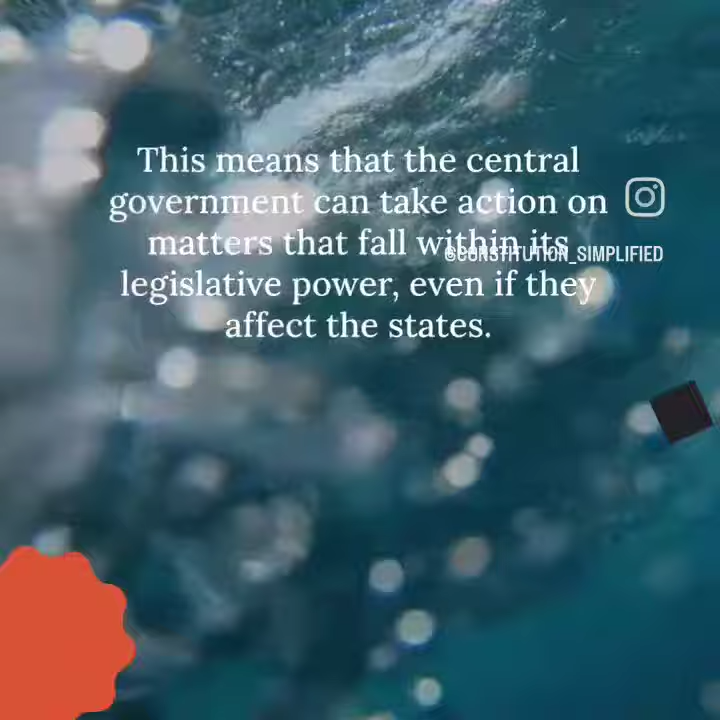 This means that the central
government can take action on
matters that fall within its
@CONSTITUTION_SIMPLIFIED
legislative power, even if they
affect the states.